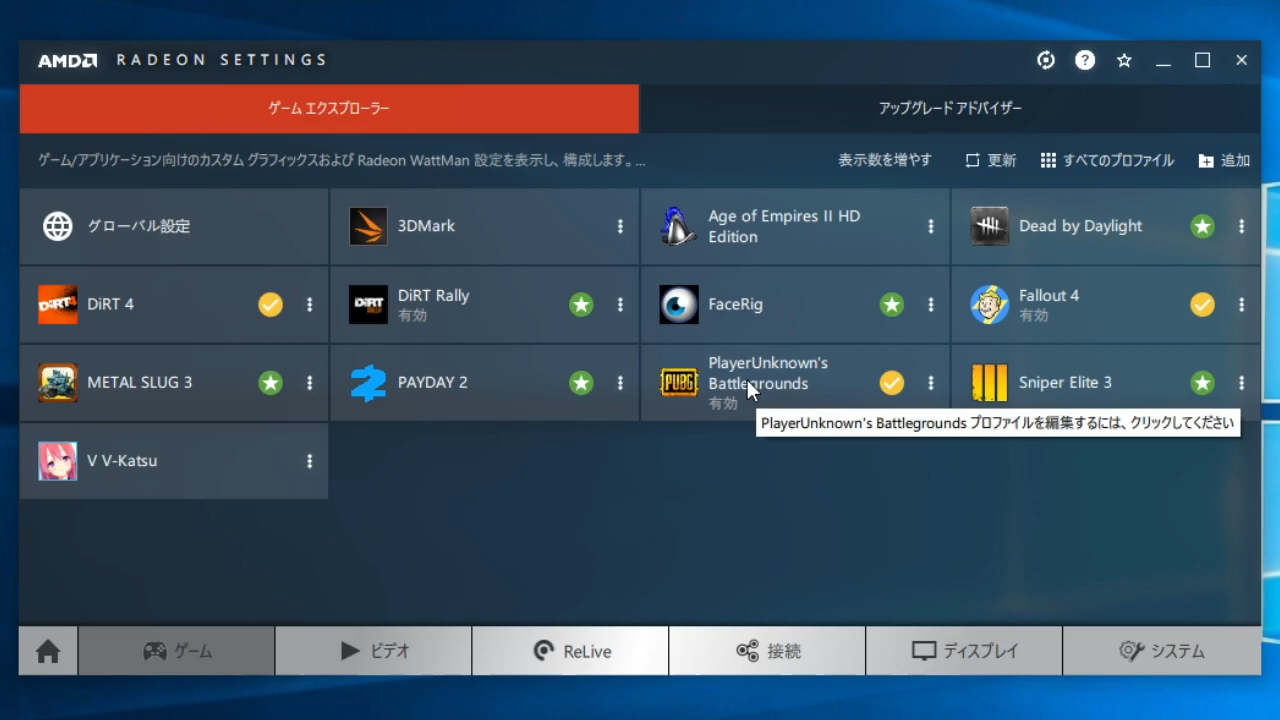 AMD RADEON SETTINGS
ゲーム エクスプローラー
アップグレード アドバイザー
ゲーム/アプリケーション向けのカスタム グラフィックスおよび Radeon WattMan 設定を表示し、構成します。...
表示数を増やす
更新
すべてのプロファイル
追加
グローバル設定
3DMark
Age of Empires II HD
Edition
Dead by Daylight
DiRT 4
DiRT Rally
有効
FaceRig
Fallout 4
有効
METAL SLUG 3
PAYDAY 2
PUBG
PlayerUnknown's
Battlegrounds
有効
Sniper Elite 3
PlayerUnknown's Battlegrounds プロファイルを編集するには、クリックしてください
V V-Katsu
ゲーム
ビデオ
ReLive
接続
ディスプレイ
システム